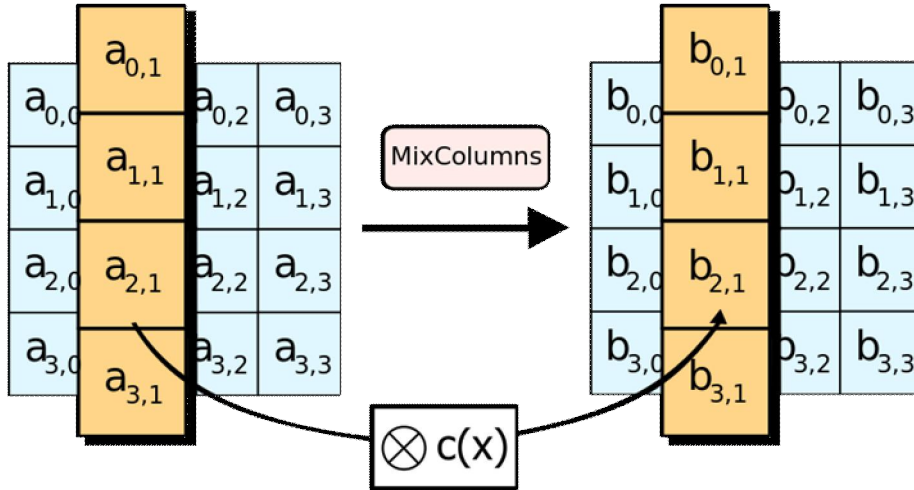 a0,1
a0,0 a0,2 a0,3
a1,1
a1,0 a1,2 a1,3
a2,1
a2,0 a2,2 a2,3
a3,1
a3,0 a3,2 a3,3
MixColumns
b0,1
b0,0 b0,2 b0,3
b1,1
b1,0 b1,2 b1,3
b2,1
b2,0 b2,2 b2,3
b3,1
b3,0 b3,2 b3,3
⊗ c(x)